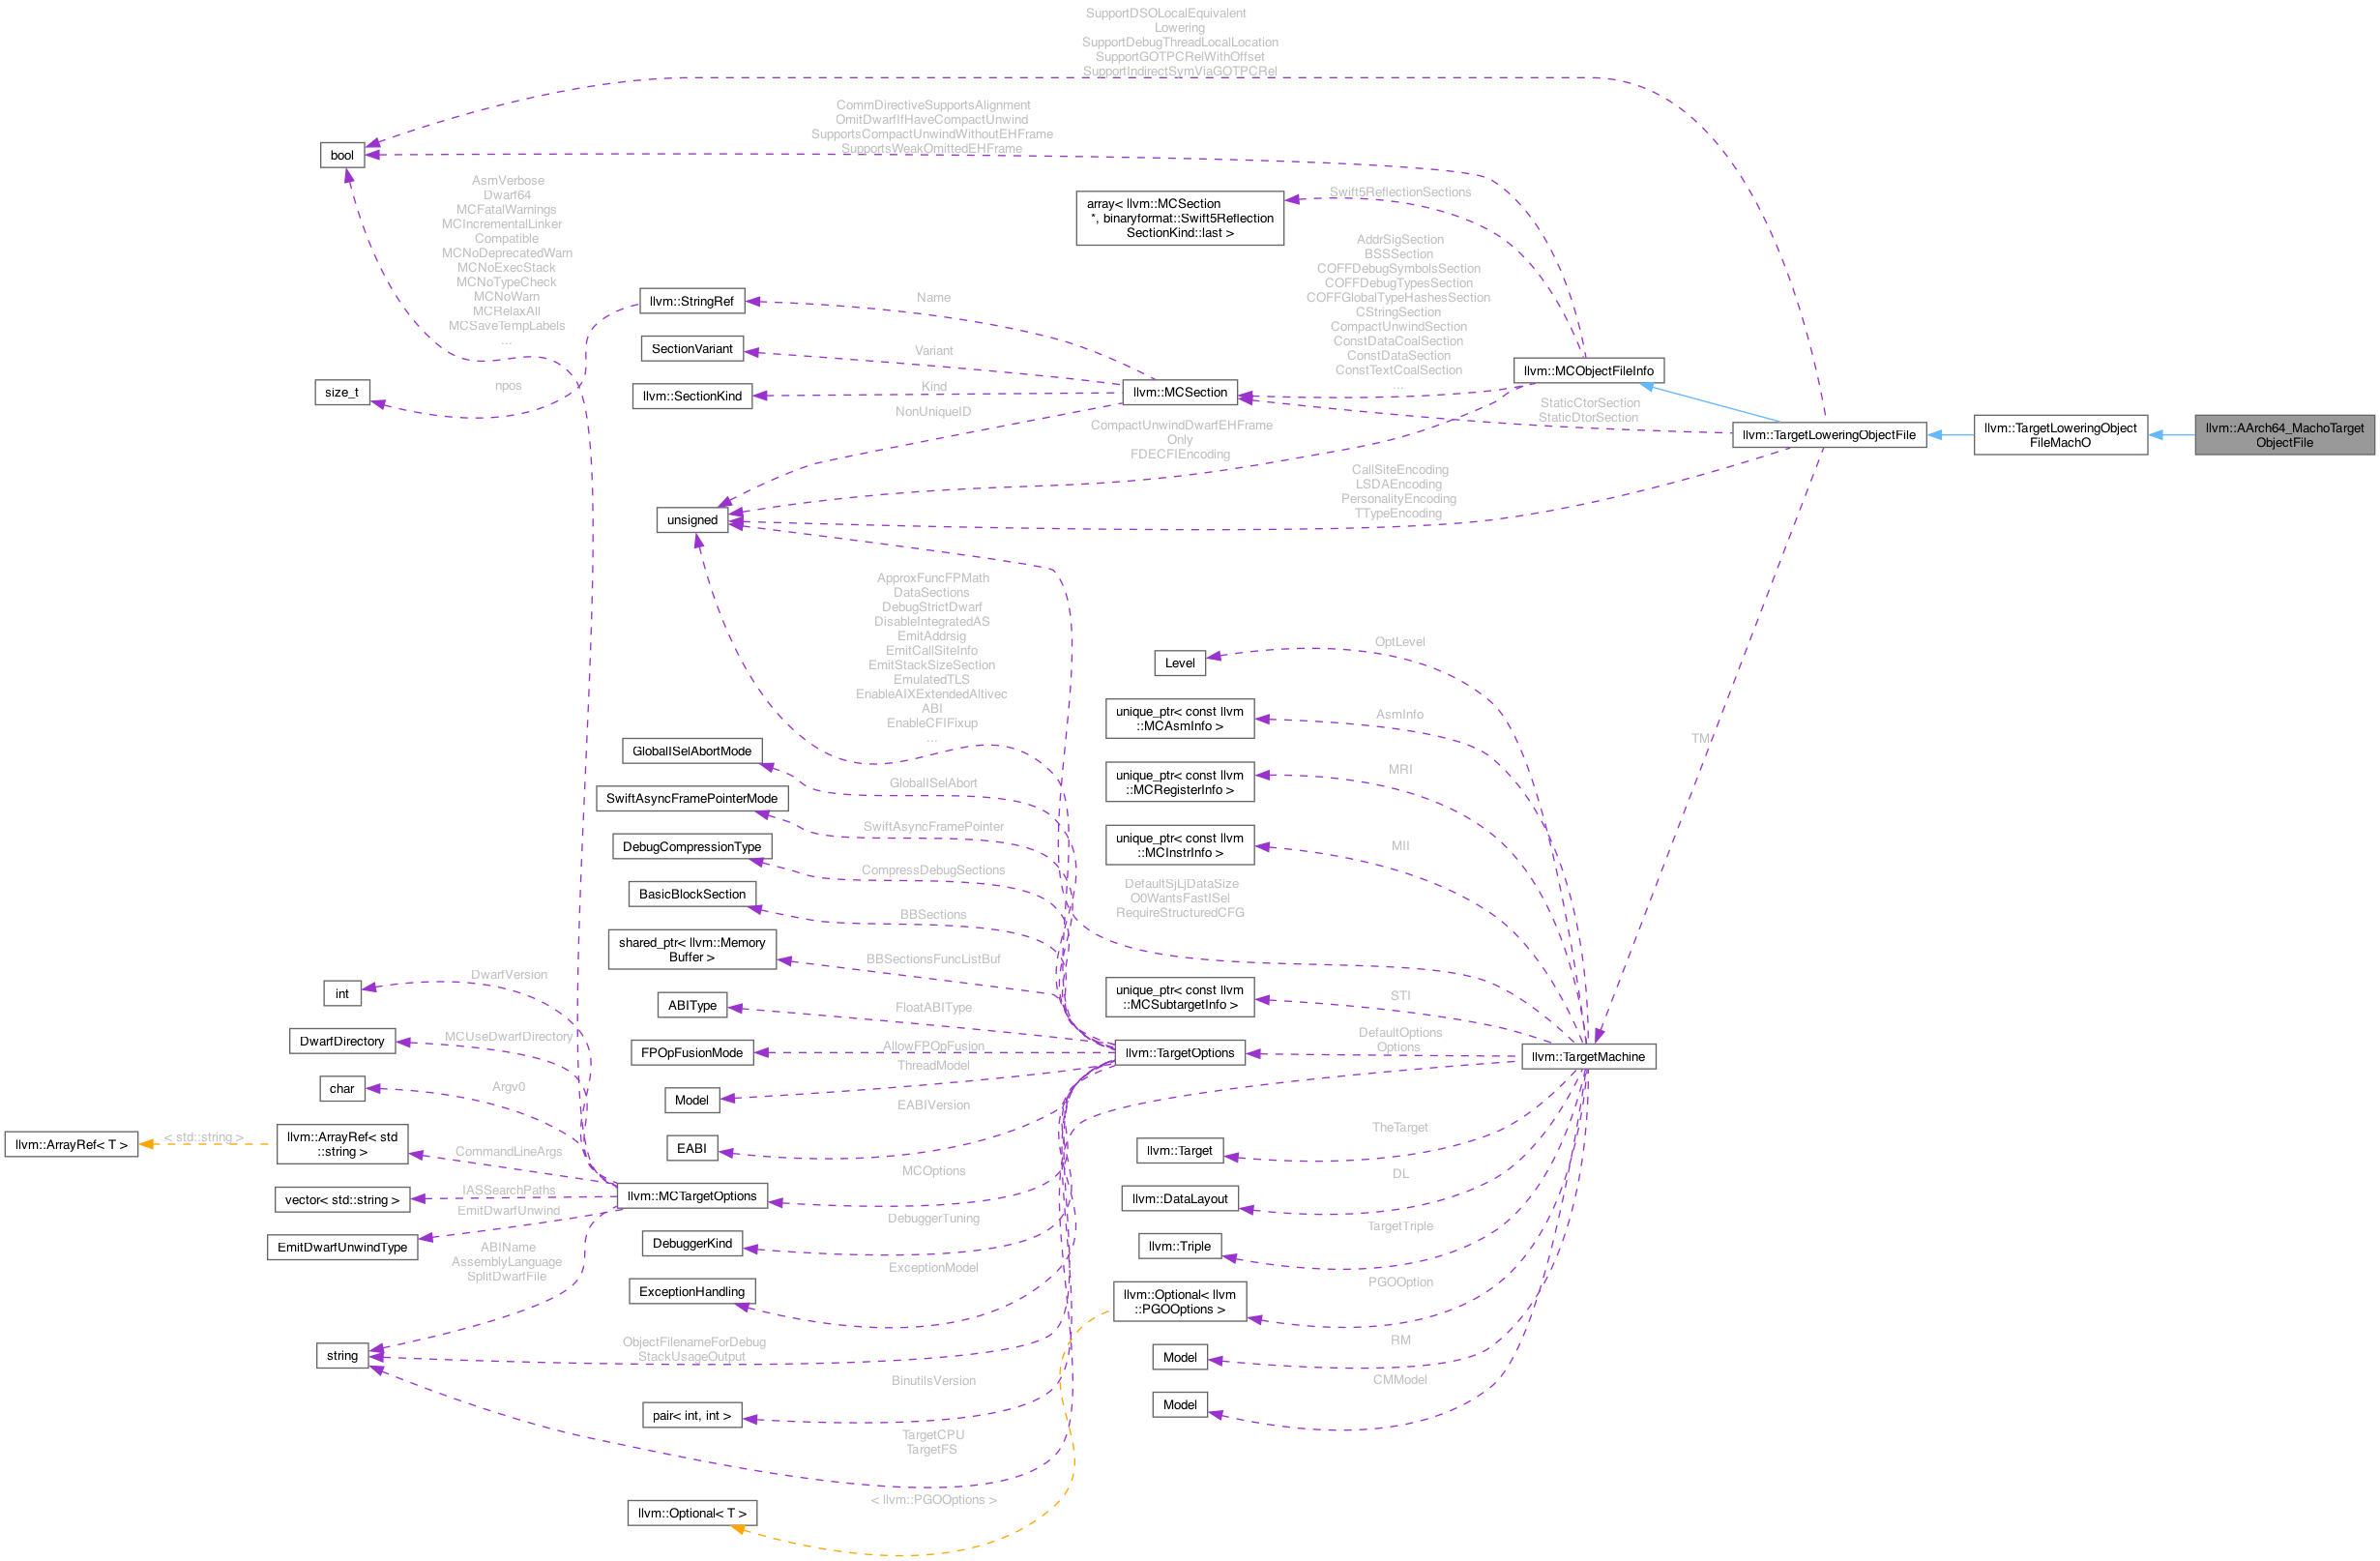 SupportDSOLocalEquivalent
Lowering
SupportDebugThreadLocalLocation
SupportGOTPCRelWithOffset
SupportIndirectSymViaGOTPCRel
CommDirectiveSupportsAlignment
OmitDwarfIfHaveCompactUnwind
SupportsCompactUnwindWithoutEHFrame
SupportsWeakOmittedEHFrame
bool
AsmVerbose
Dwarf64
MCFatalWarnings
MCIncrementalLinker
Compatible
MCNoDeprecatedWarn
MCNoExecStack
MCNoTypeCheck
MCNoWarn
MCRelaxAll
MCSaveTempLabels
...
array< llvm::MCSection
*, binaryformat::Swift5Reflection
SectionKind::last >
Swift5ReflectionSections
AddrSigSection
BSSSection
COFFDebugSymbolsSection
COFFDebugTypesSection
COFFGlobalTypeHashesSection
CStringSection
CompactUnwindSection
ConstDataCoalSection
ConstDataSection
ConstTextCoalSection
...
llvm::StringRef
Name
SectionVariant
Variant
llvm::SectionKind
Kind
size_t
npos
llvm::MCSection
NonUniqueID
llvm::MCObjectFileInfo
StaticCtorSection
StaticDtorSection
llvm::TargetLoweringObjectFile
llvm::TargetLoweringObject
FileMachO
llvm::AArch64_MachoTarget
ObjectFile
CompactUnwindDwarfEHFrame
Only
FDECFIEncoding
CallSiteEncoding
LSDAEncoding
PersonalityEncoding
TTypeEncoding
unsigned
ApproxFuncFPMath
DataSections
DebugStrictDwarf
DisableIntegratedAS
EmitAddrsig
EmitCallSiteInfo
EmitStackSizeSection
EmulatedTLS
EnableAIXExtendedAltivec
ABI
EnableCFIFixup
...
Level
OptLevel
unique_ptr< const llvm
::MCAsmInfo >
AsmInfo
TM
GlobalISelAbortMode
GlobalISelAbort
unique_ptr< const llvm
::MCRegisterInfo >
MRI
SwiftAsyncFramePointerMode
SwiftAsyncFramePointer
unique_ptr< const llvm
::MCInstrInfo >
MII
DebugCompressionType
CompressDebugSections
DefaultSjLjDataSize
O0WantsFastISel
RequireStructuredCFG
BasicBlockSection
BBSections
shared_ptr< llvm::Memory
Buffer >
BBSectionsFuncListBuf
int
DwarfVersion
ABIType
FloatABIType
unique_ptr< const llvm
::MCSubtargetInfo >
STI
DwarfDirectory
MCUseDwarfDirectory
FPOpFusionMode
AllowFPOpFusion
ThreadModel
llvm::TargetOptions
DefaultOptions
Options
llvm::TargetMachine
char
Argv0
Model
EABIVersion
llvm::ArrayRef< T >
< std::string >
llvm::ArrayRef< std
::string >
CommandLineArgs
EABI
llvm::Target
TheTarget
vector< std::string >
IASSearchPaths
llvm::MCTargetOptions
MCOptions
llvm::DataLayout
DL
EmitDwarfUnwindType
EmitDwarfUnwind
DebuggerKind
DebuggerTuning
llvm::Triple
TargetTriple
ABIName
AssemblyLanguage
SplitDwarfFile
ExceptionHandling
ExceptionModel
llvm::Optional< llvm
::PGOOptions >
PGOOption
string
ObjectFilenameForDebug
StackUsageOutput
Model
RM
pair< int, int >
BinutilsVersion
Model
CMModel
TargetCPU
TargetFS
llvm::Optional< T >
< llvm::PGOOptions >